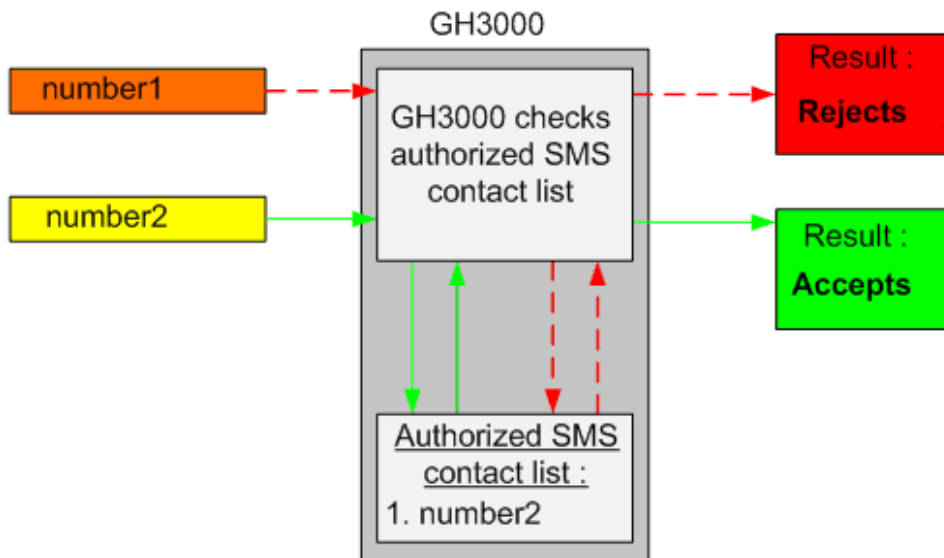 GH3000
number1
GH3000 checks
authorized SMS
contact list
Result :
Rejects
number2
Result :
Accepts
Authorized SMS
contact list :
1. number2